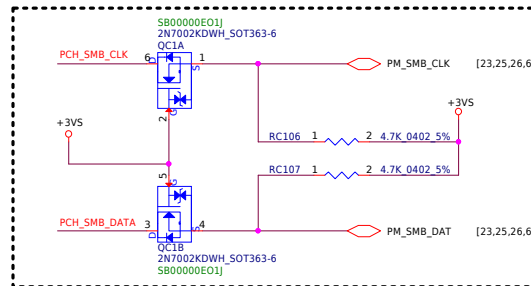 SB00000EO1J
2N7002KDWH_SOT363-6
QC1A
PCH_SMB_CLK 6 D S 1 PM_SMB_CLK [23,25,26,6
G
2
+3VS
+3VS
RC106 1 2 4.7K_0402_5%
RC107 1 2 4.7K_0402_5%
5
G
PCH_SMB_DATA 3 D S 4 PM_SMB_DAT [23,25,26,6
QC1B
2N7002KDWH_SOT363-6
SB00000EO1J